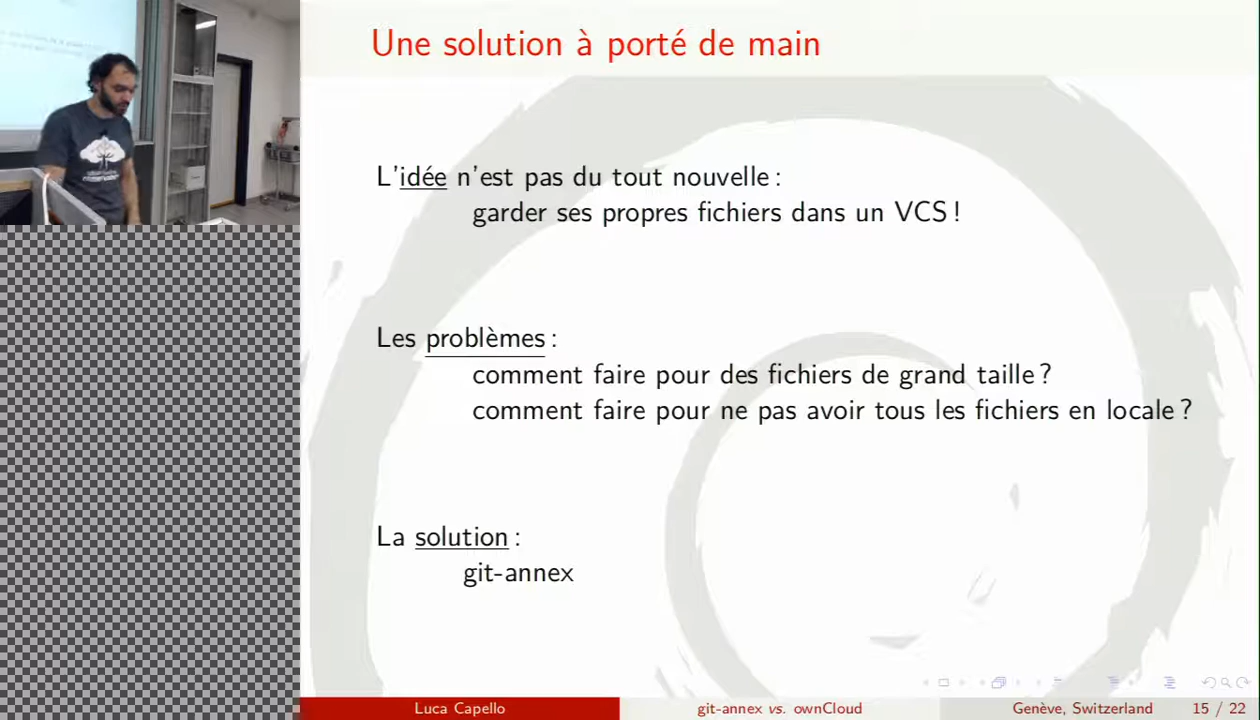 Une solution à porté de main
L'idée n'est pas du tout nouvelle :
garder ses propres fichiers dans un VCS !
Les problèmes :
comment faire pour des fichiers de grand taille ?
comment faire pour ne pas avoir tous les fichiers en locale ?
La solution :
git-annex
Luca Capello
git-annex vs. ownCloud
Genève, Switzerland
15 / 22